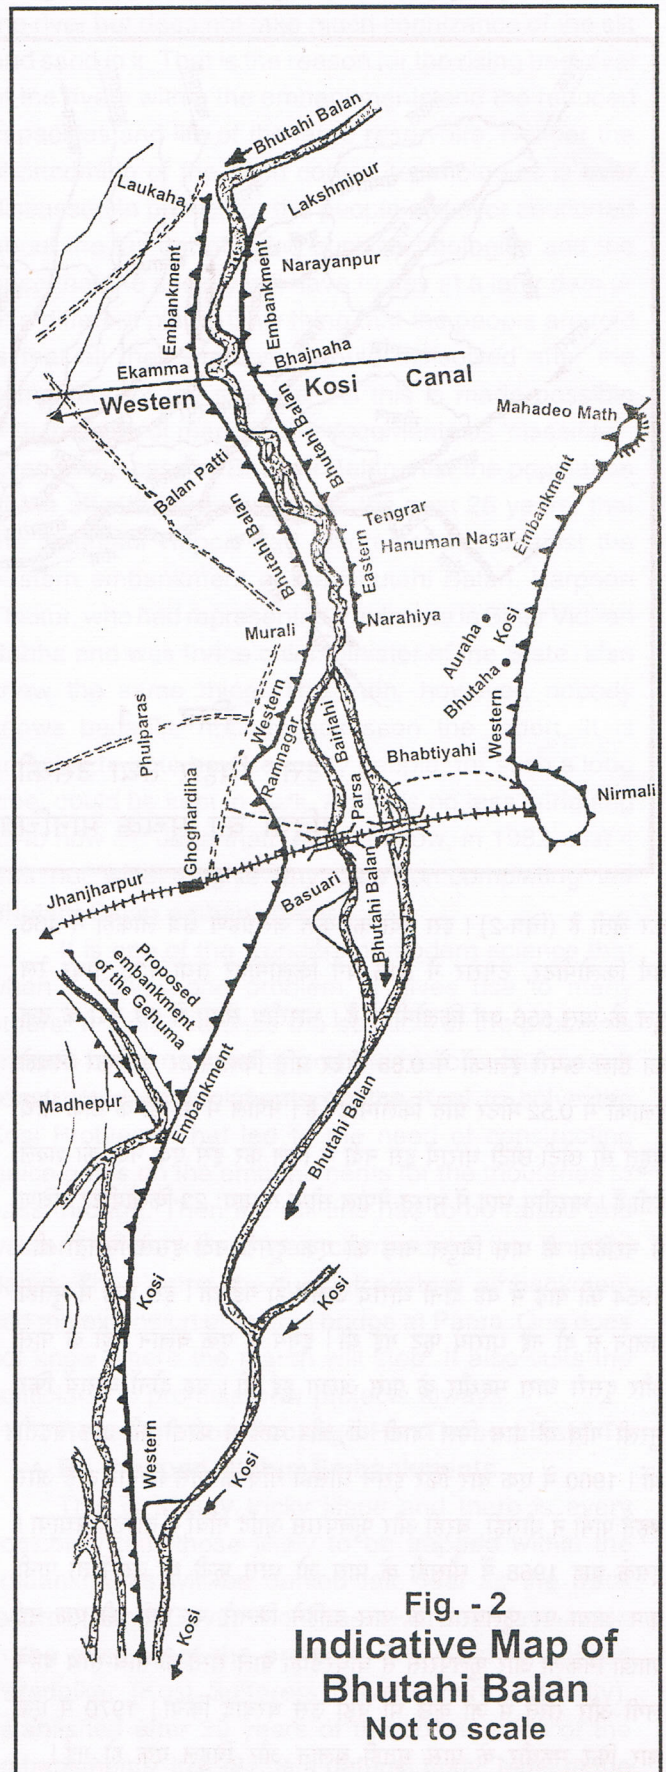 Bhutahi Balan
Laukaha
Lakshmipur
Embankment
Embankment
Narayanpur
Bhajnaha
Ekamma
Western Kosi Canal
Mahadeo Math
Balan Patti
Bhutahi Balan
Bhutahi Balan
Embankment
Tengrar
Hanuman Nagar
Eastern
Narahiya
Murali
Auraha
Kosi
Bhutaha
Western
Phulparas
Western
Ramnagar
Bariahi
Parsa
Bhabtiyahi
Nirmali
Ghoghardina
Jhanjharpur
Basuari
Bhutahi Balan
Proposed
embankment
of the Gehuma
Madhepur
Embankment
Bhutahi Balan
Kosi
Kosi
Western
Kosi
Kosi
Fig. - 2
Indicative Map of
Bhutahi Balan
Not to scale